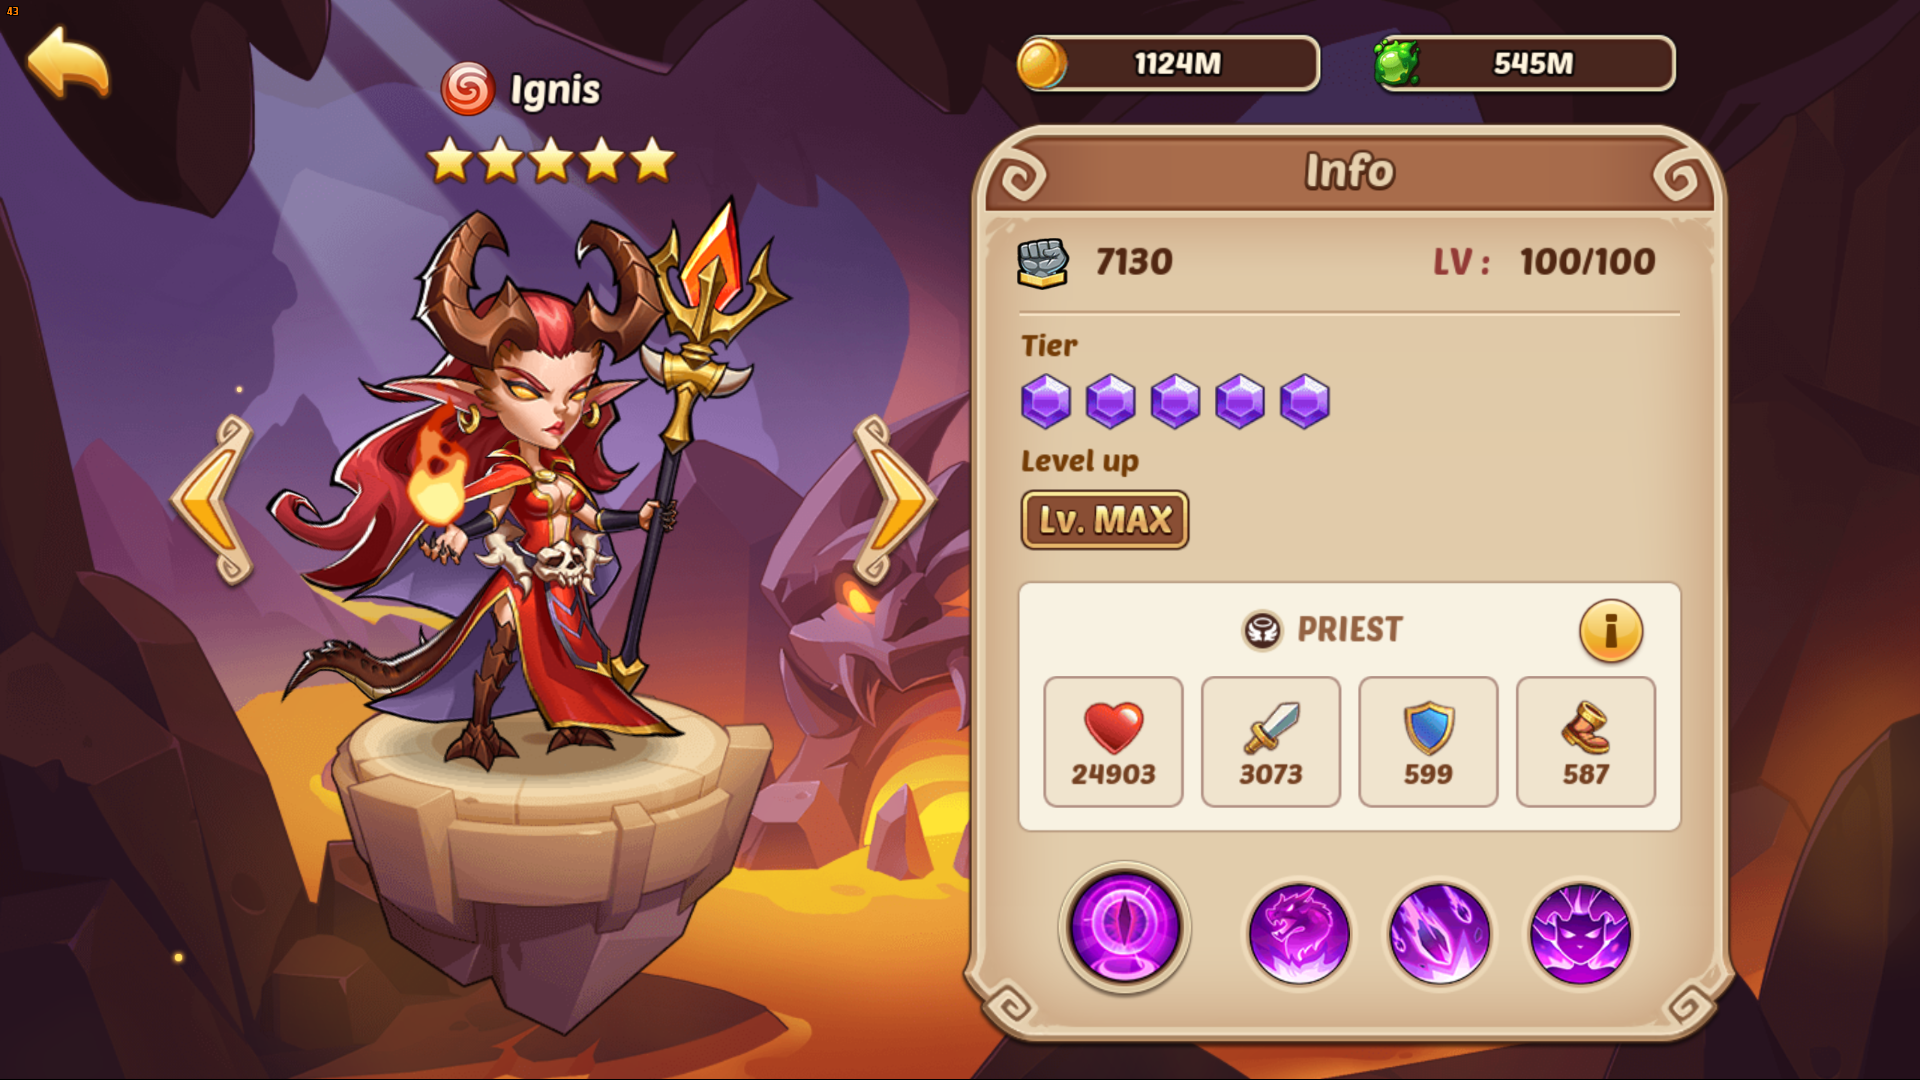 43
Ignis
1124M
545M
Info
7130
LV : 100/100
Tier
Level up
Lv. MAX
PRIEST
24903
3073
599
587